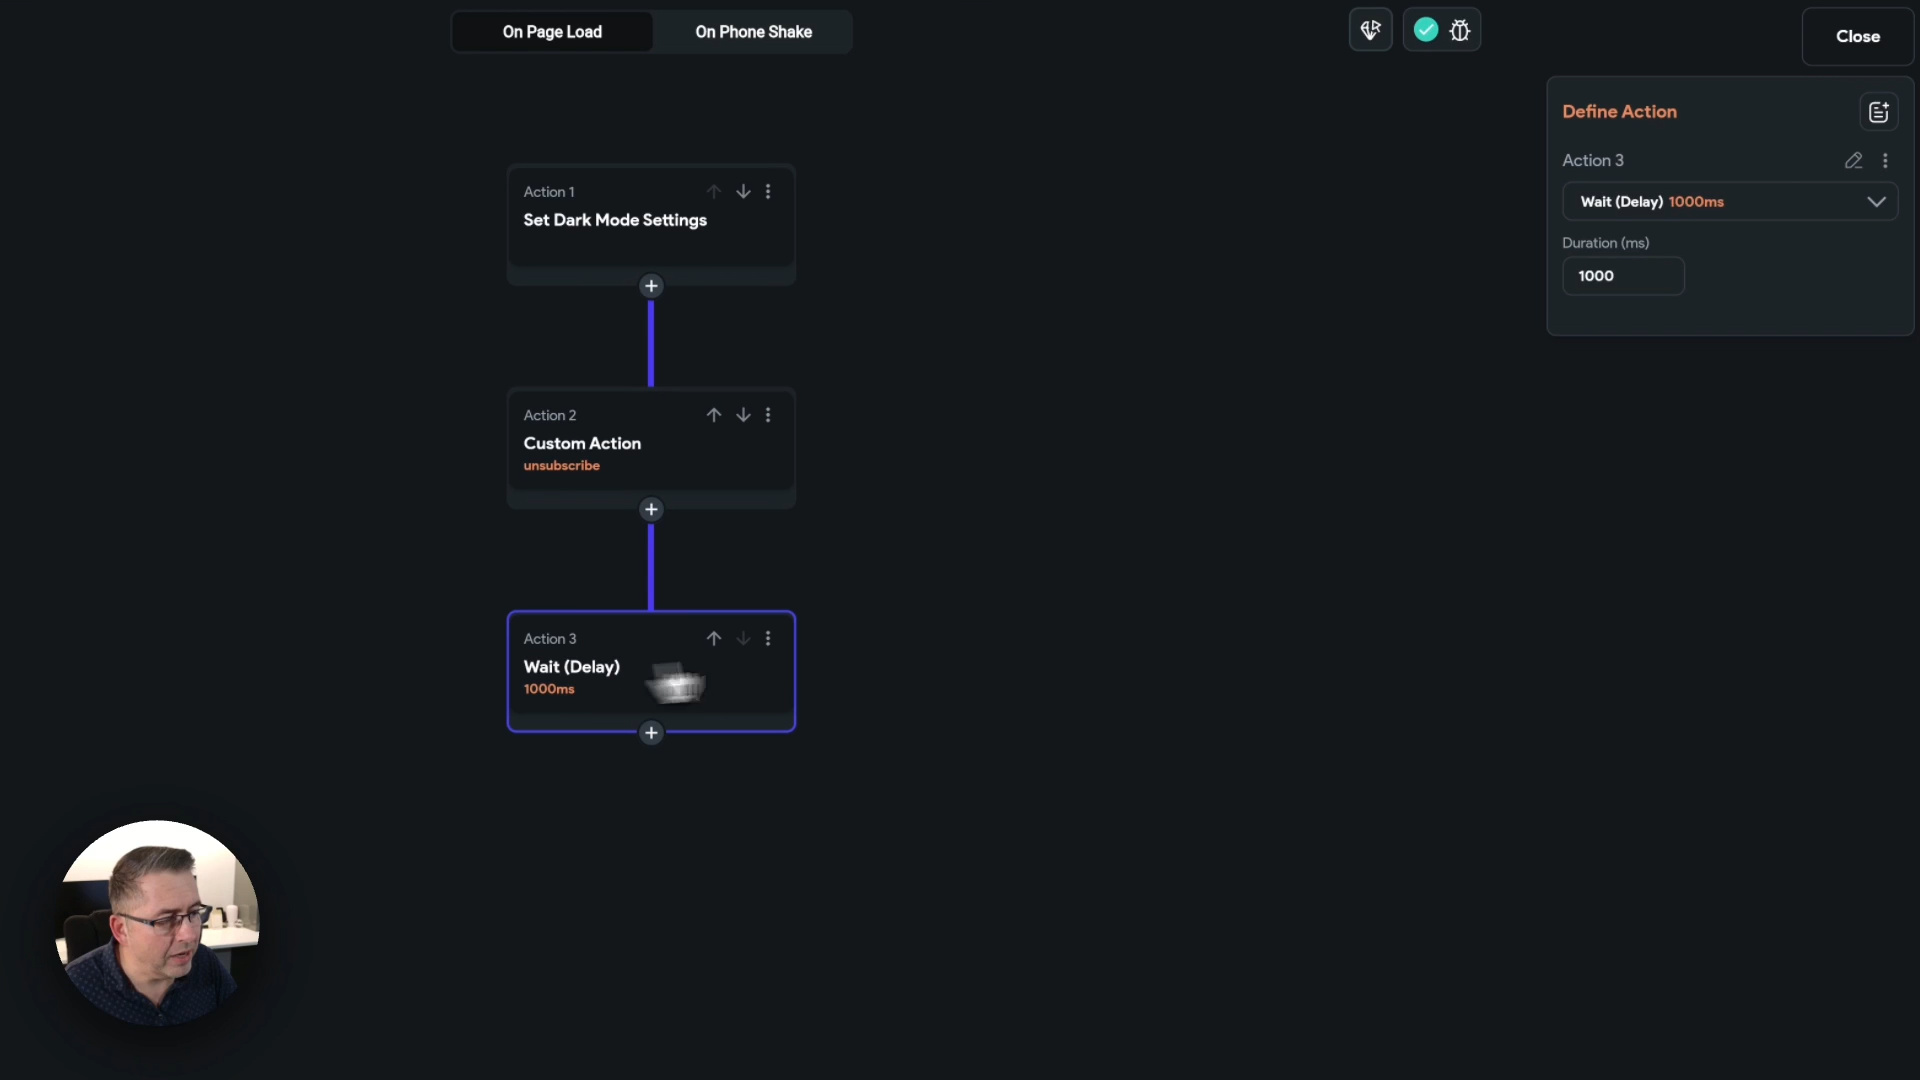 On Page Load
On Phone Shake
Close
Define Action
Action 3
Wait (Delay) 1000ms
Duration (ms)
1000
Action 1
Set Dark Mode Settings
Action 2
Custom Action
unsubscribe
Action 3
Wait (Delay)
1000ms